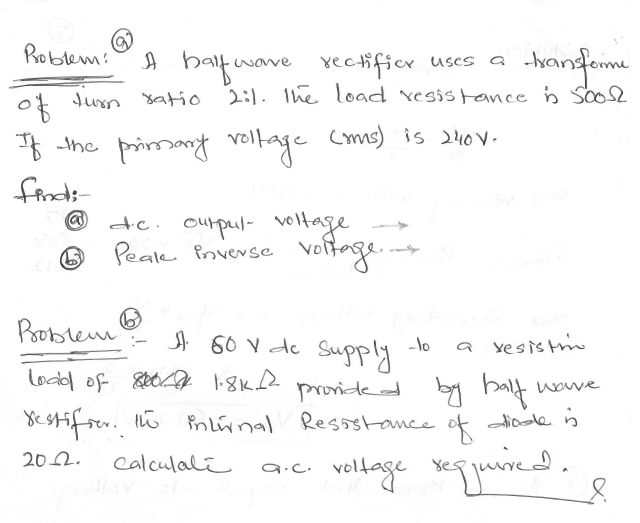 Problem: (a) A half wave rectifier uses a transforme
of turn ratio 2:1. The load resistance is 500Ω
If the primary voltage (rms) is 240V.
find:-
(a) d.c. output voltage →
(b) Peak inverse voltage →
Problem (b) :- A 60 V dc supply to a resistive
load of 1.8kΩ provided by half wave
rectifier. The internal Resistance of diode is
20Ω. calculate a.c. voltage required.